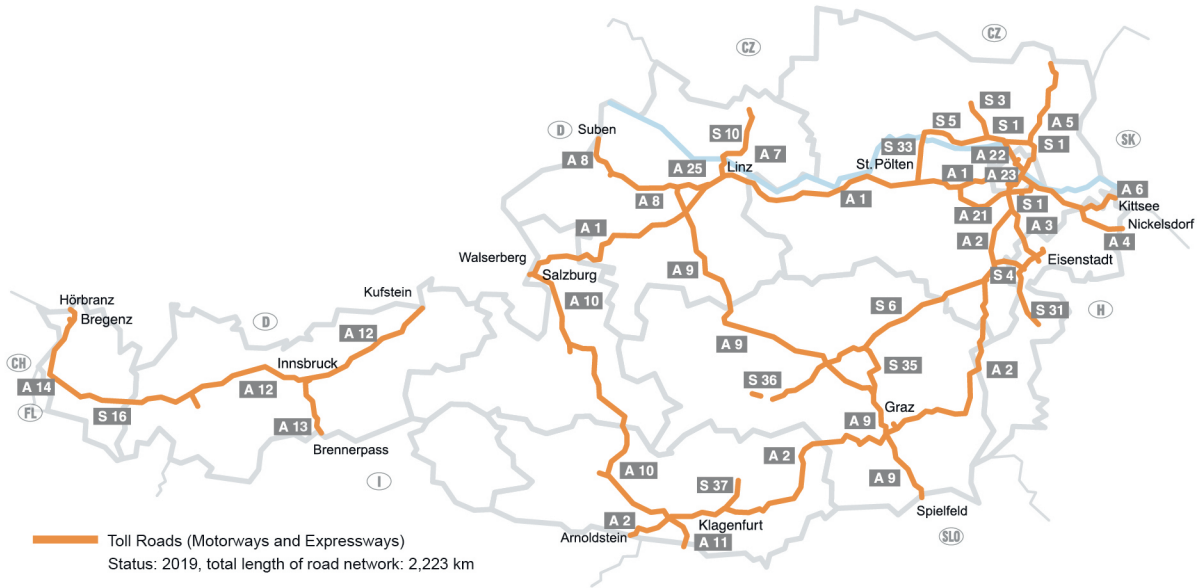 CZ
CZ
S 3
S 10
S 5
S 1
A 5
D
Suben
S 33
A 7
S 1
SK
A 8
A 25
Linz
St. Pölten
A 22
A 1
A 23
A 6
Kittsee
A 8
A 1
S 1
A 21
Nickelsdorf
A 1
A 3
A 2
A 4
Walserberg
Salzburg
A 9
Eisenstadt
S 4
Hörbranz
Bregenz
Kufstein
A 10
S 6
S 31
H
D
A 12
A 9
CH
Innsbruck
S 35
A 2
A 14
A 12
S 36
FL
S 16
Graz
A 13
A 9
Brennerpass
A 2
I
A 10
S 37
A 9
Spielfeld
A 2
Klagenfurt
Arnoldstein
A 11
SLO
Toll Roads (Motorways and Expressways)
Status: 2019, total length of road network: 2,223 km